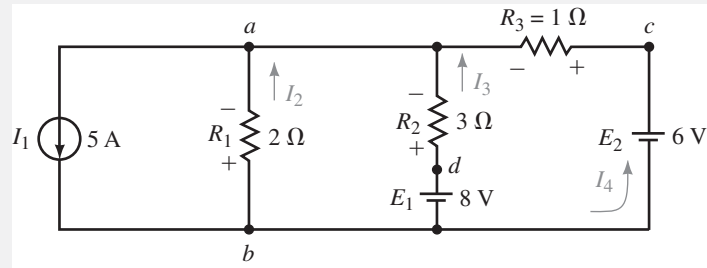 R₃ = 1 Ω
a
c
− +
I₂
I₃
− −
I₁ 5 A
R₁ 2 Ω
R₂ 3 Ω
E₂ 6 V
+ +
d
I₄
E₁ 8 V
b